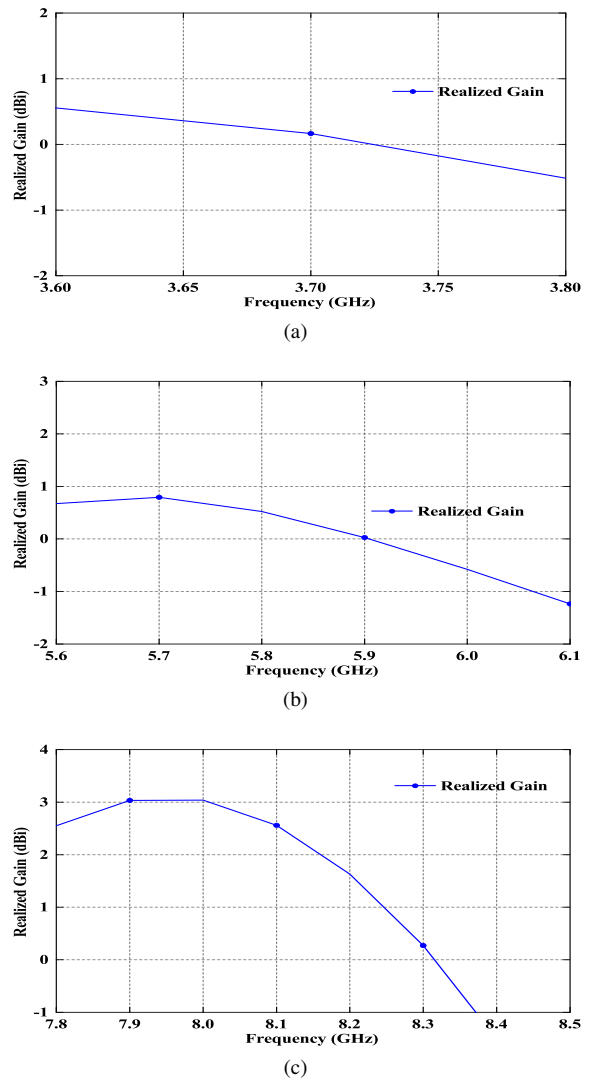 2
1
0
-1
-2
Realized Gain (dBi)
Realized Gain
3.60 3.65 3.70 3.75 3.80
Frequency (GHz)
(a)
3
2
1
0
-1
-2
Realized Gain (dBi)
Realized Gain
5.6 5.7 5.8 5.9 6.0 6.1
Frequency (GHz)
(b)
4
3
2
1
0
-1
Realized Gain (dBi)
Realized Gain
7.8 7.9 8.0 8.1 8.2 8.3 8.4 8.5
Frequency (GHz)
(c)